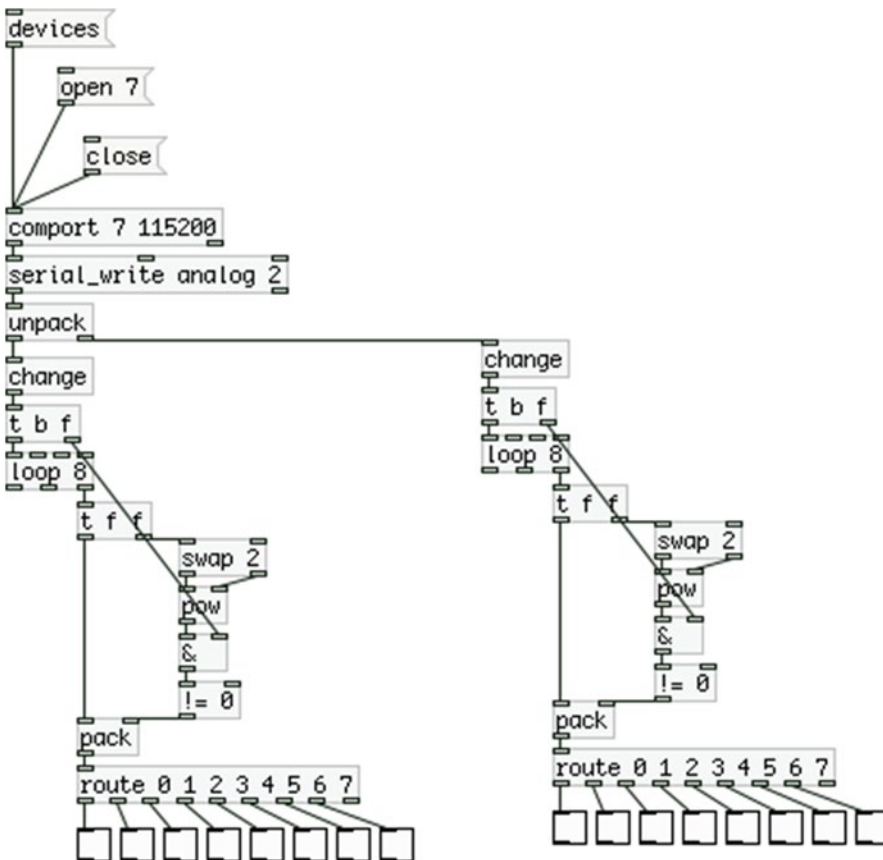 devices
open 7
close
comport 7 115200
serial_write analog 2
unpack
change
t b f
loop 8
t f f
swap 2
pow
&
!= 0
pack
route 0 1 2 3 4 5 6 7
change
t b f
loop 8
t f f
swap 2
pow
&
!= 0
pack
route 0 1 2 3 4 5 6 7